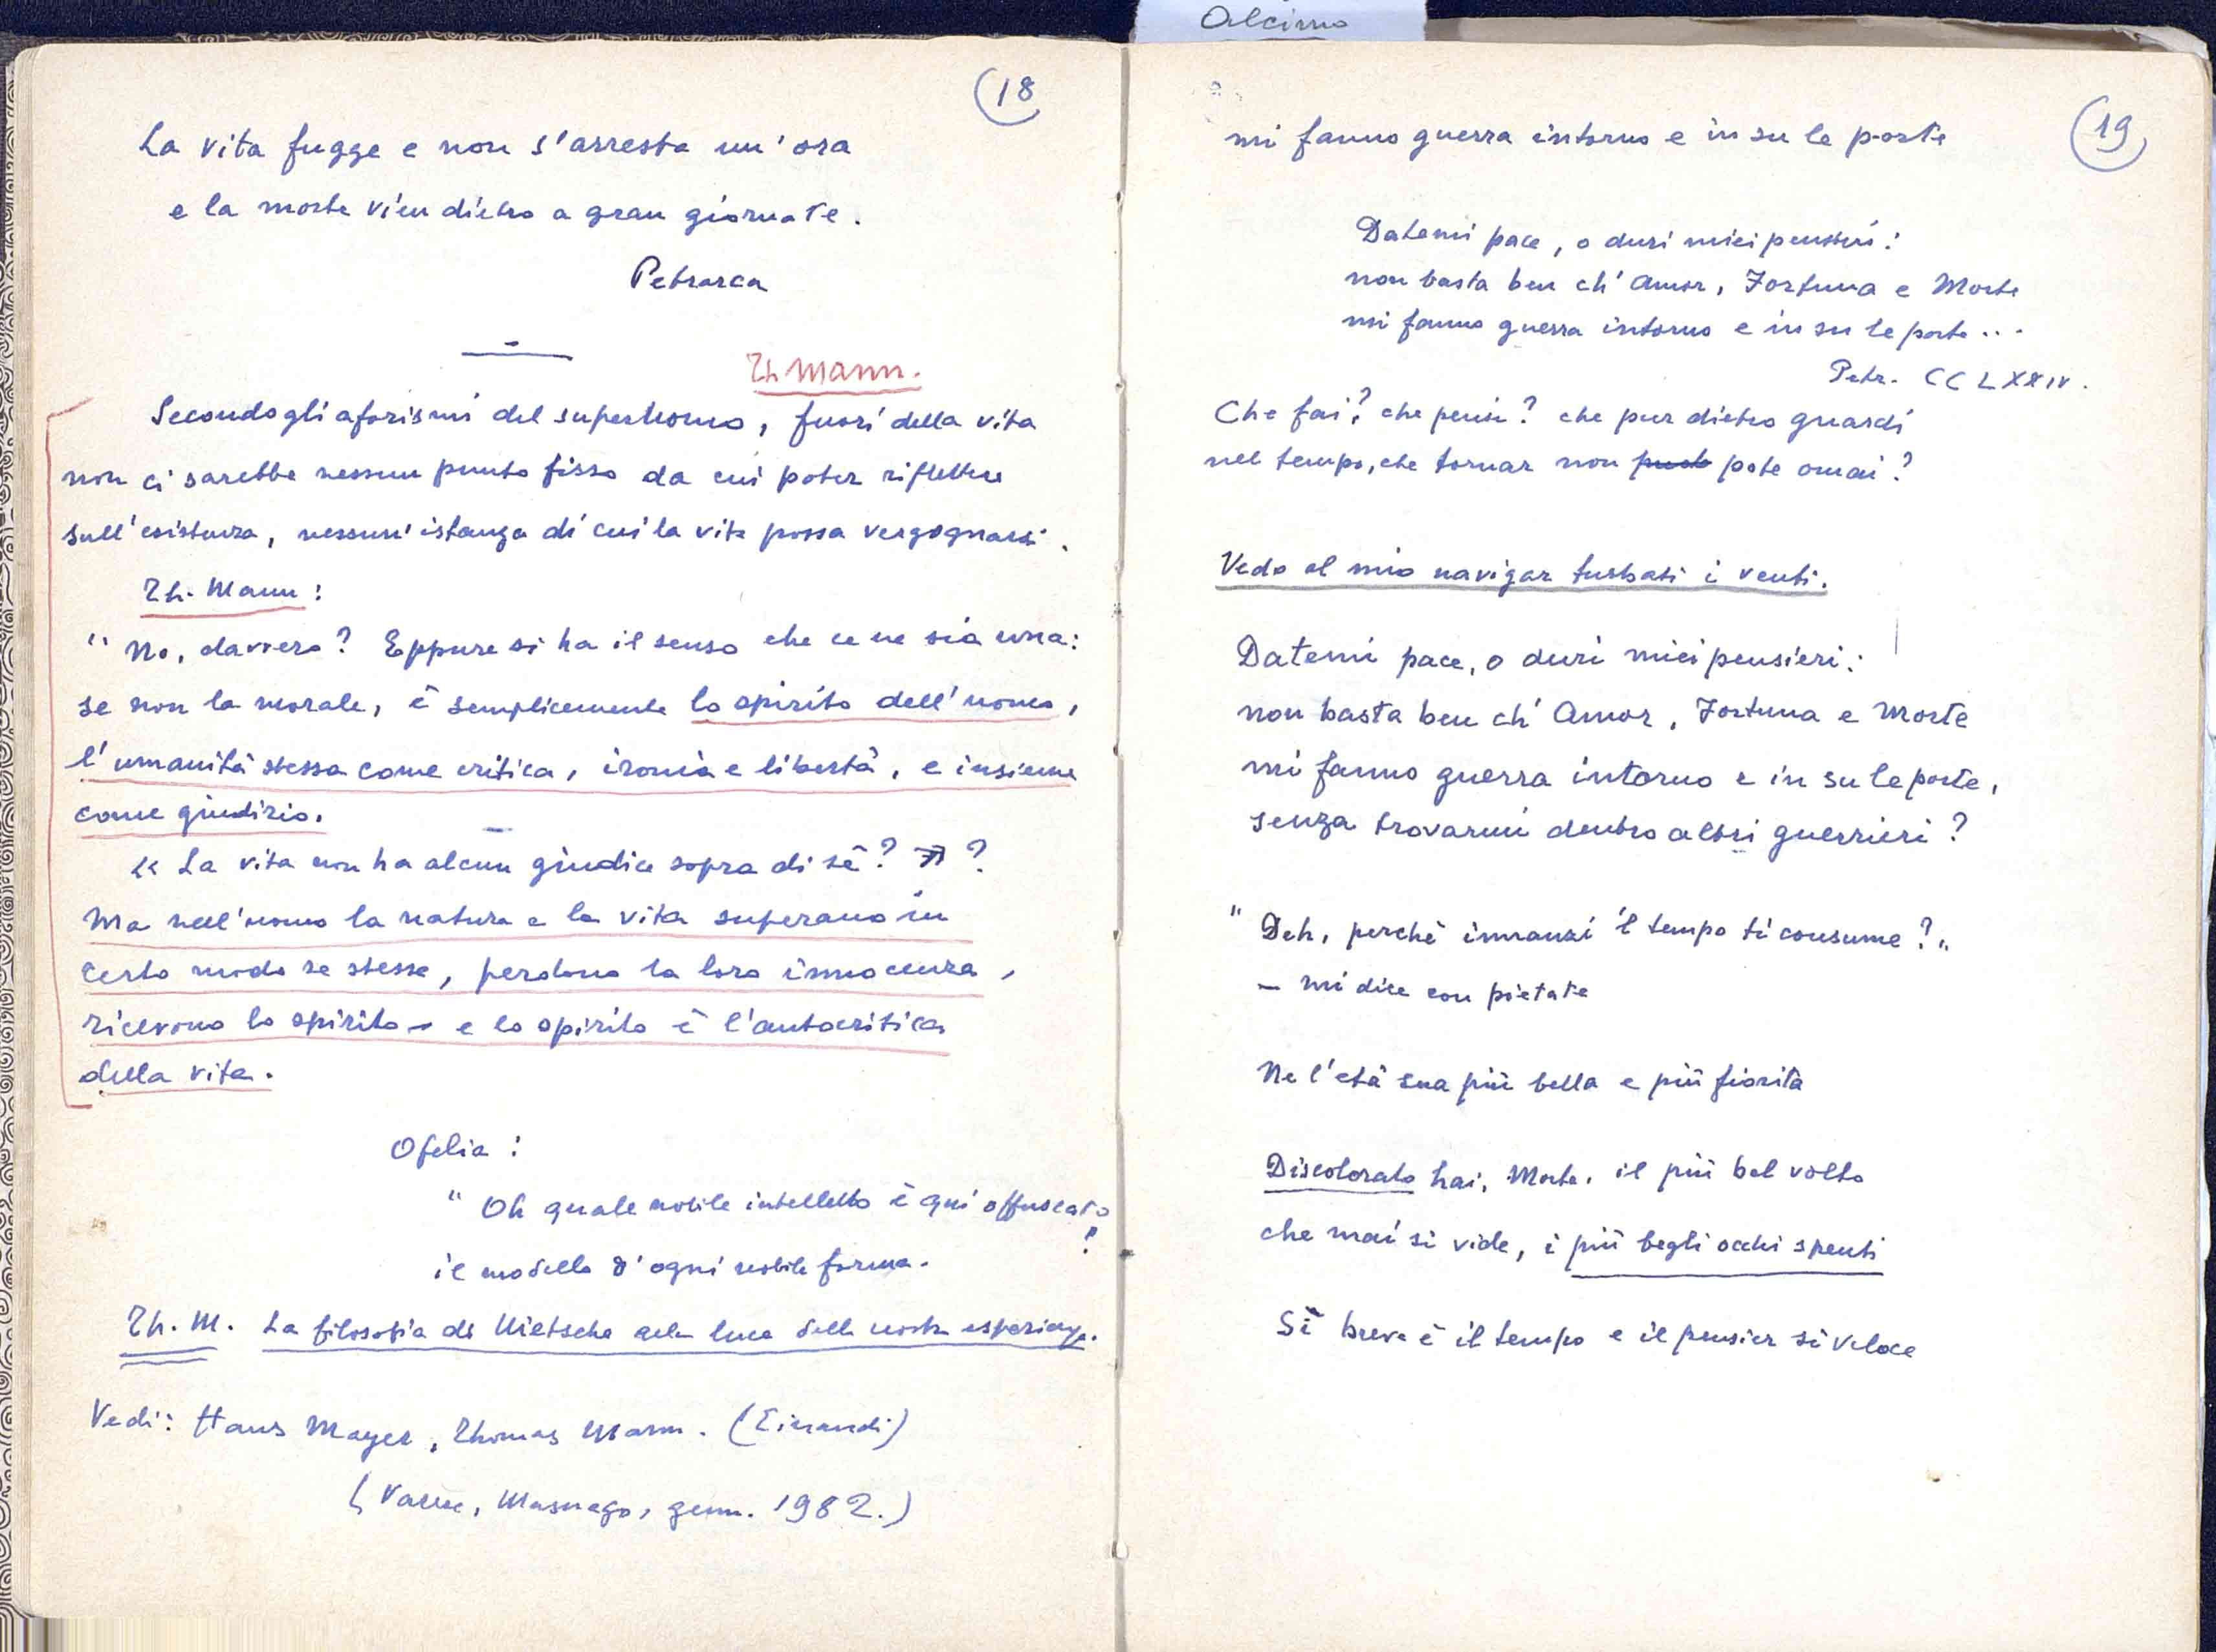 Alcimo
18
La vita fugge e non s'arresta un'ora
e la morte vien dietro a gran giornate.
Petrarca
Th Mann.
Secondo gli aforismi del superuomo, fuori della vita
non ci sarebbe nessun punto fisso da cui poter riflettere
sull'esistenza, nessun'istanza di cui la vita possa vergognarsi.
Th. Mann:
"No, davvero? Eppure si ha il senso che ce ne sia una:
se non la morale, è semplicemente lo spirito dell'uomo,
l'umanità stessa come critica, ironia e libertà, e insieme
come giudizio.
« La vita non ha alcun giudice sopra di sé? ?
Ma nell'uomo la natura e la vita superano in
certo modo se stesse, perdono la loro innocenza,
ricevono lo spirito – e lo spirito è l'autocritica
della vita.
Ofelia:
" Oh quale nobile intelletto è qui offuscato
!
il modello d'ogni nobile forma.
Th. M. La filosofia di Nietsche alla luce della nostra esperienza.
Vedi: Hans Mayer, Thomas Mann. (Einaudi)
(Varese, Masnago, genn. 1982.)
19
mi fanno guerra intorno e in su le porte
Datemi pace, o duri miei pensieri:
non basta ben ch'Amor, Fortuna e Morte
mi fanno guerra intorno e in su le porte...
Petr. CCLXXIV.
Che fai? che pensi? che pur dietro guardi
nel tempo, che tornar non pote omai?
Vedo al mio navigar turbati i venti.
Datemi pace, o duri miei pensieri:
non basta ben ch'Amor, Fortuna e Morte
mi fanno guerra intorno e in su le porte,
senza trovarmi dentro altri guerrieri?
"Deh, perché innanzi 'l tempo ti consume?"
– mi dice con pietate
Ne l'età sua più bella e più fiorita
Discolorato hai, Morte, il più bel volto
che mai si vide, i più begli occhi spenti
Sì breve è il tempo e il pensier sì veloce